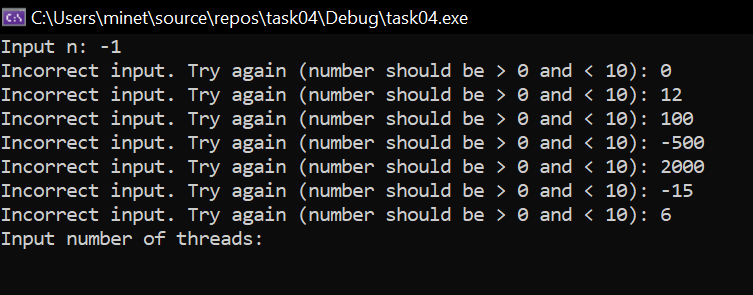 C:\Users\minet\source\repos\task04\Debug\task04.exe
Input n: -1
Incorrect input. Try again (number should be > 0 and < 10): 0
Incorrect input. Try again (number should be > 0 and < 10): 12
Incorrect input. Try again (number should be > 0 and < 10): 100
Incorrect input. Try again (number should be > 0 and < 10): -500
Incorrect input. Try again (number should be > 0 and < 10): 2000
Incorrect input. Try again (number should be > 0 and < 10): -15
Incorrect input. Try again (number should be > 0 and < 10): 6
Input number of threads: